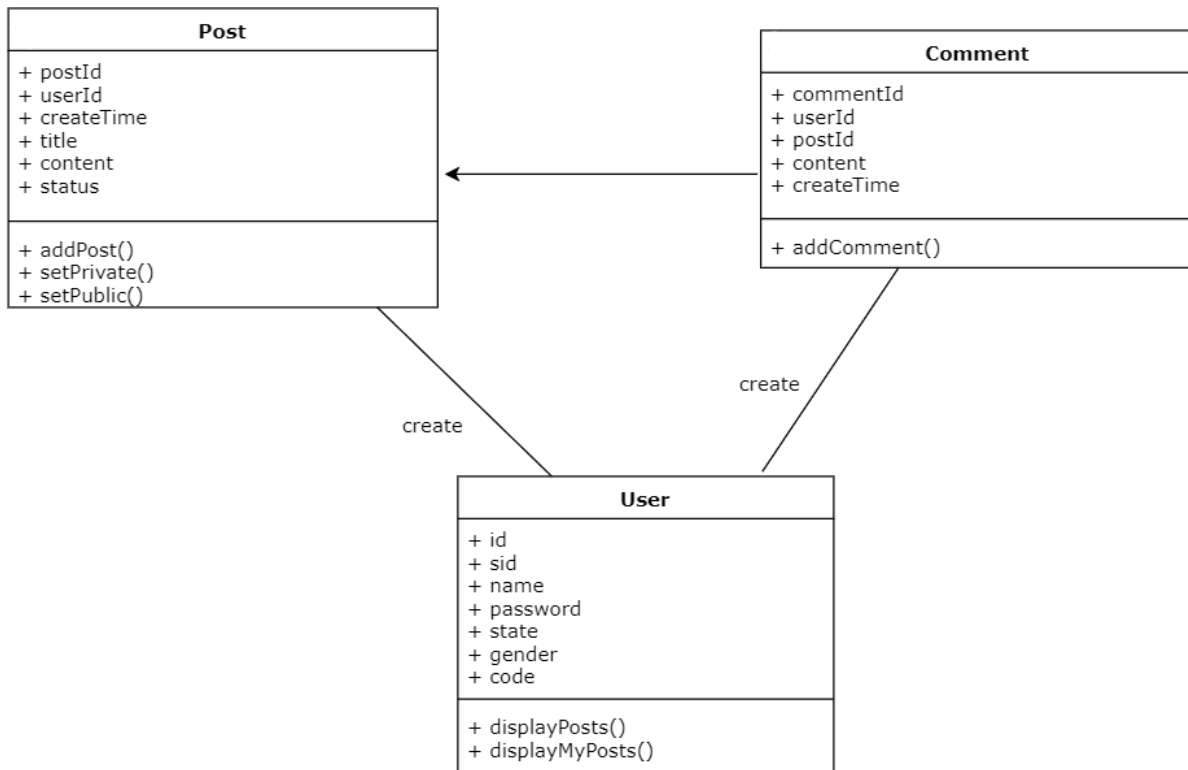 Post
+ postId
+ userId
+ createTime
+ title
+ content
+ status
+ addPost()
+ setPrivate()
+ setPublic()
Comment
+ commentId
+ userId
+ postId
+ content
+ createTime
+ addComment()
create
create
User
+ id
+ sid
+ name
+ password
+ state
+ gender
+ code
+ displayPosts()
+ displayMyPosts()